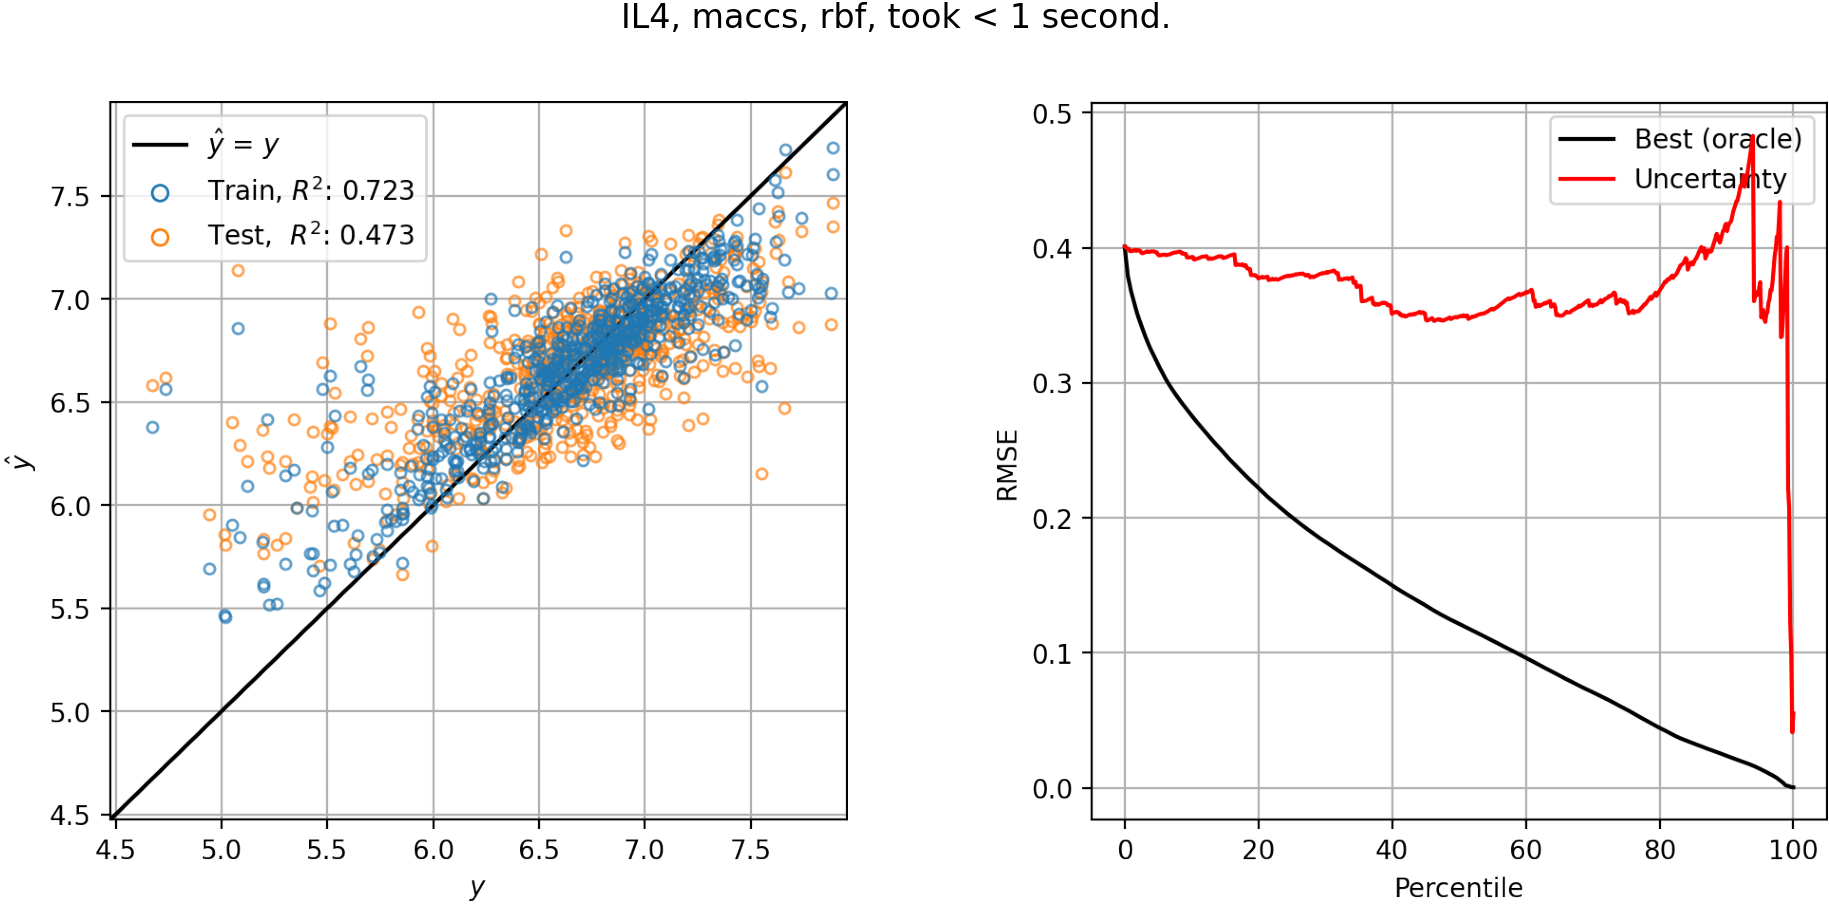 IL4, maccs, rbf, took < 1 second.
ŷ = y
Train, R²: 0.723
Test, R²: 0.473
7.5
7.0
6.5
6.0
5.5
5.0
4.5
ŷ
4.5 5.0 5.5 6.0 6.5 7.0 7.5
y
Best (oracle)
Uncertainty
0.5
0.4
0.3
0.2
0.1
0.0
RMSE
0 20 40 60 80 100
Percentile